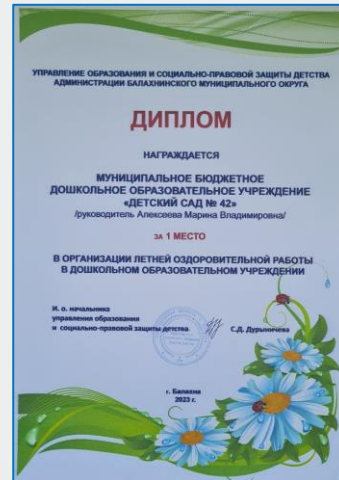 УПРАВЛЕНИЕ ОБРАЗОВАНИЯ И СОЦИАЛЬНО-ПРАВОВОЙ ЗАЩИТЫ ДЕТСТВА
АДМИНИСТРАЦИИ БАЛАХНИНСКОГО МУНИЦИПАЛЬНОГО ОКРУГА
ДИПЛОМ
НАГРАЖДАЕТСЯ
МУНИЦИПАЛЬНОЕ БЮДЖЕТНОЕ
ДОШКОЛЬНОЕ ОБРАЗОВАТЕЛЬНОЕ УЧРЕЖДЕНИЕ
«ДЕТСКИЙ САД № 42»
/руководитель Алексеева Марина Владимировна/
ЗА 1 МЕСТО
В ОРГАНИЗАЦИИ ЛЕТНЕЙ ОЗДОРОВИТЕЛЬНОЙ РАБОТЫ
В ДОШКОЛЬНОМ ОБРАЗОВАТЕЛЬНОМ УЧРЕЖДЕНИИ
И. о. начальника
управления образования
и социально-правовой защиты детства
С.Д. Дурыничева
г. Балахна
2023 г.